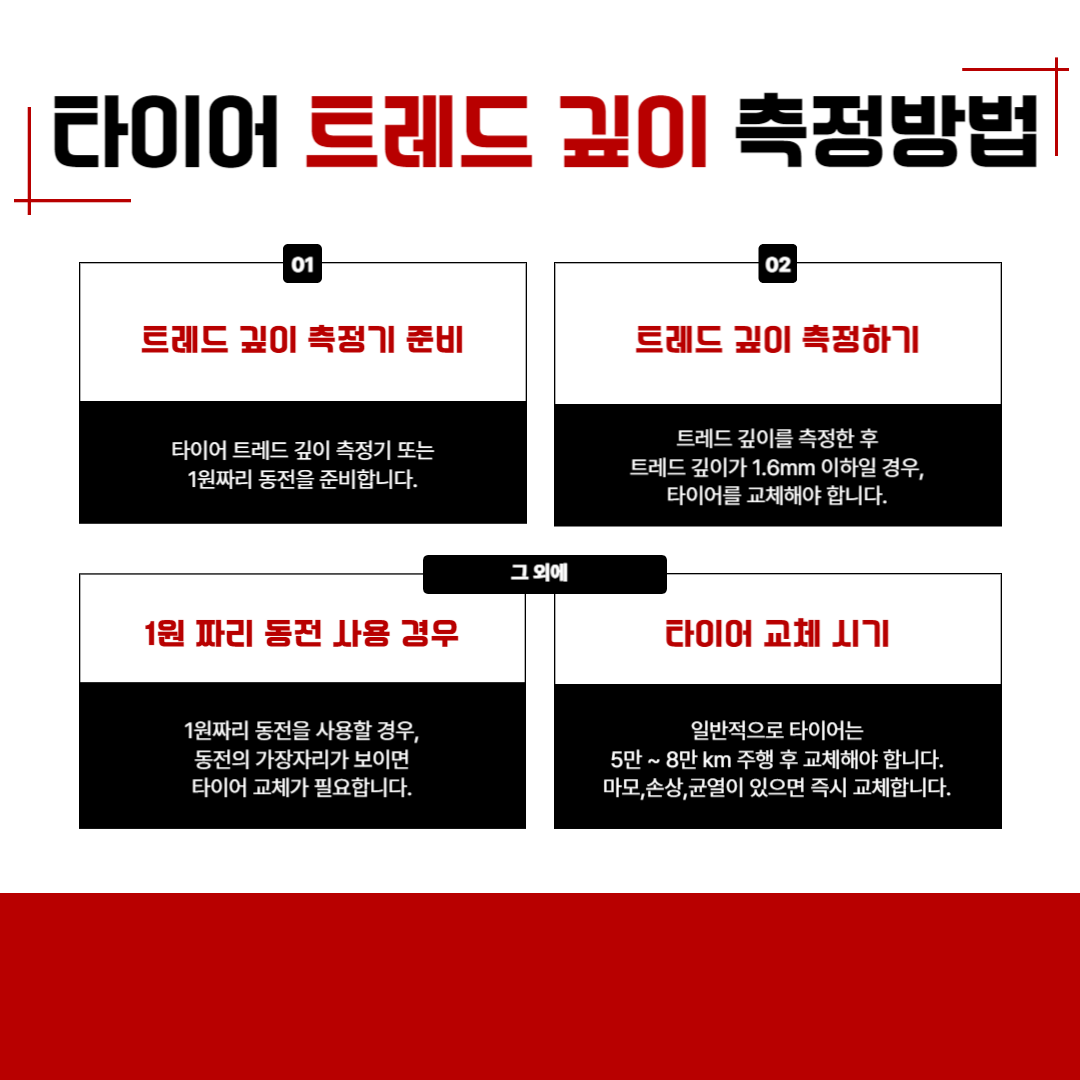 타이어 트레드 깊이 측정방법
01
트레드 깊이 측정기 준비
타이어 트레드 깊이 측정기 또는
1원짜리 동전을 준비합니다.
02
트레드 깊이 측정하기
트레드 깊이를 측정한 후
트레드 깊이가 1.6mm 이하일 경우,
타이어를 교체해야 합니다.
그 외에
1원 짜리 동전 사용 경우
1원짜리 동전을 사용할 경우,
동전의 가장자리가 보이면
타이어 교체가 필요합니다.
타이어 교체 시기
일반적으로 타이어는
5만 ~ 8만 km 주행 후 교체해야 합니다.
마모,손상,균열이 있으면 즉시 교체합니다.